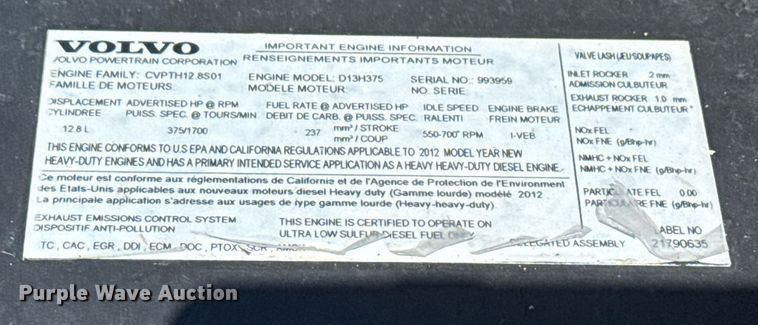 VOLVO
VOLVO POWERTRAIN CORPORATION
IMPORTANT ENGINE INFORMATION
RENSEIGNEMENTS IMPORTANTS MOTEUR
ENGINE FAMILY: CVPTH12.8S01
FAMILLE DE MOTEURS:
ENGINE MODEL: D13H375
MODELE MOTEUR:
SERIAL NO.: 993959
NO. SERIE:
DISPLACEMENT ADVERTISED HP @ RPM FUEL RATE @ ADVERTISED HP IDLE SPEED ENGINE BRAKE
CYLINDREE PUISS. SPEC. @ TOURS/MIN DEBIT DE CARB. @ PUISS. SPEC. RALENTI FREIN MOTEUR
12.8 L 375/1700 237 mm³ / STROKE 550-700 RPM I-VEB
mm³ / COUP
THIS ENGINE CONFORMS TO U.S EPA AND CALIFORNIA REGULATIONS APPLICABLE TO 2012 MODEL YEAR NEW
HEAVY-DUTY ENGINES AND HAS A PRIMARY INTENDED SERVICE APPLICATION AS A HEAVY HEAVY-DUTY DIESEL ENGINE.
Ce moteur est conforme aux réglementations de California et de l'Agence de Protection de l'Environment
des Etats-Unis applicables aux nouveaux moteurs diesel Heavy duty (Gamme lourde) modélé 2012
La principale application s'adresse aux usages de type gamme lourde (Heavy-heavy-duty)
EXHAUST EMISSIONS CONTROL SYSTEM
DISPOSITIF ANTI-POLLUTION
TC , CAC , EGR , DDI , ECM , DOC , PTOX , SCR , AMOX
THIS ENGINE IS CERTIFIED TO OPERATE ON
ULTRA LOW SULFUR DIESEL FUEL ONLY
DELEGATED ASSEMBLY
VALVE LASH (JEU SOUPAPES)
INLET ROCKER .2 mm
ADMISSION CULBUTEUR
EXHAUST ROCKER 1.0 mm
ECHAPPEMENT CULBUTEUR
NOx FEL
NOx FNE (g/Bhp-hr)
NMHC + NOx FEL
NMHC + NOx FNE (g/Bhp-hr)
PARTICULATE FEL 0.00
PARTICULAIRE FNE (g/Bhp-hr)
LABEL NO
21790635
Purple Wave Auction